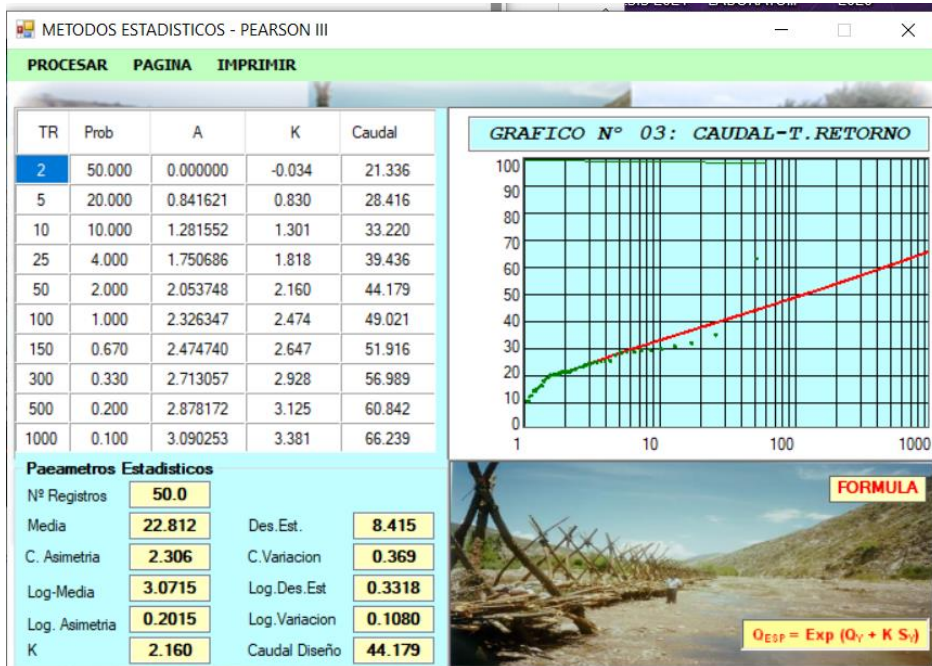 METODOS ESTADISTICOS - PEARSON III
PROCESAR PAGINA IMPRIMIR
TR Prob A K Caudal
2 50.000 0.000000 -0.034 21.336
5 20.000 0.841621 0.830 28.416
10 10.000 1.281552 1.301 33.220
25 4.000 1.750686 1.818 39.436
50 2.000 2.053748 2.160 44.179
100 1.000 2.326347 2.474 49.021
150 0.670 2.474740 2.647 51.916
300 0.330 2.713057 2.928 56.989
500 0.200 2.878172 3.125 60.842
1000 0.100 3.090253 3.381 66.239
GRAFICO Nº 03: CAUDAL-T.RETORNO
100
90
80
70
60
50
40
30
20
10
0
1 10 100 1000
Paeametros Estadisticos
Nº Registros 50.0
Media 22.812 Des.Est. 8.415
C. Asimetria 2.306 C.Variacion 0.369
Log-Media 3.0715 Log.Des.Est 0.3318
Log. Asimetria 0.2015 Log.Variacion 0.1080
K 2.160 Caudal Diseño 44.179
FORMULA
QESP = Exp (QY + K SY)